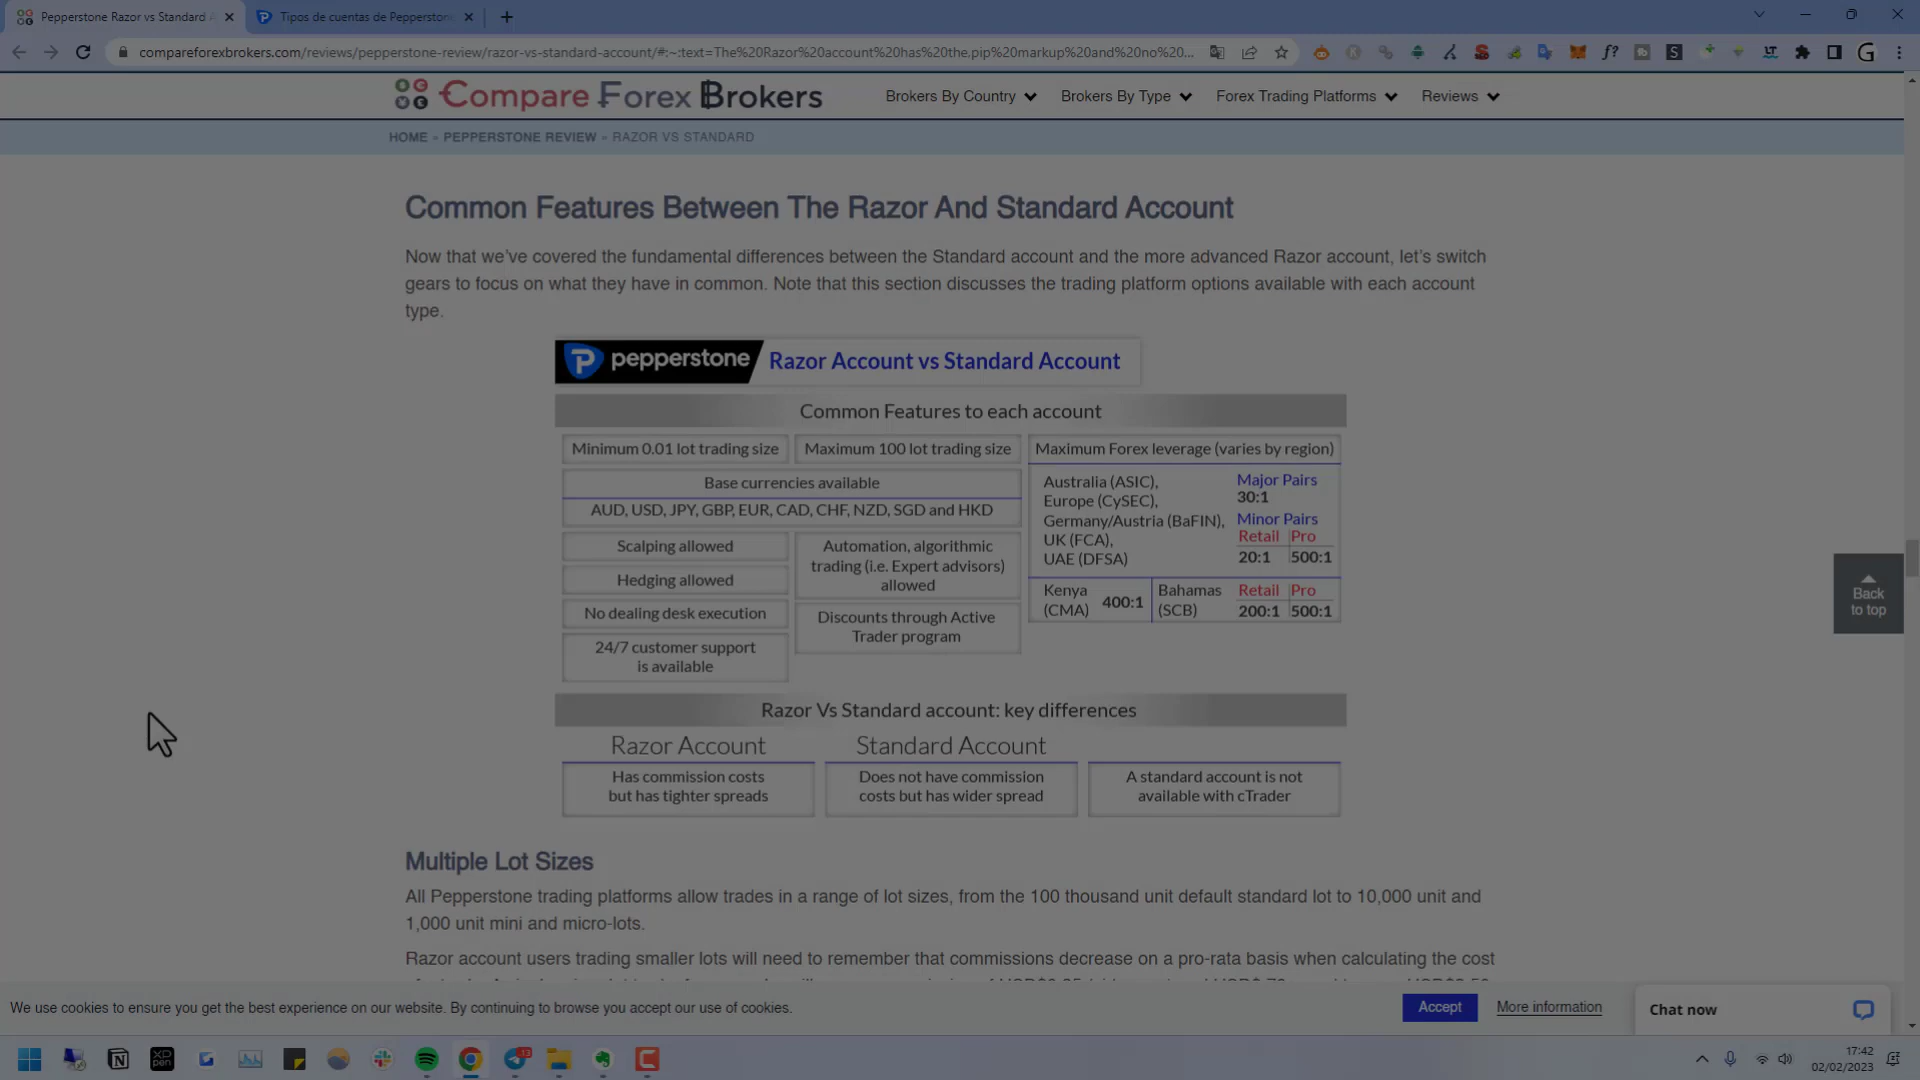 Pepperstone Razor vs Standard A
Tipos de cuentas de Pepperston
compareforexbrokers.com/reviews/pepperstone-review/razor-vs-standard-account/#:~:text=The%20Razor%20account%20has%20the,pip%20markup%20and%20no%20...
Compare Forex Brokers
Brokers By Country
Brokers By Type
Forex Trading Platforms
Reviews
HOME » PEPPERSTONE REVIEW » RAZOR VS STANDARD
Common Features Between The Razor And Standard Account
Now that we’ve covered the fundamental differences between the Standard account and the more advanced Razor account, let’s switch
gears to focus on what they have in common. Note that this section discusses the trading platform options available with each account
type.
pepperstone Razor Account vs Standard Account
Common Features to each account
Minimum 0.01 lot trading size
Maximum 100 lot trading size
Base currencies available
AUD, USD, JPY, GBP, EUR, CAD, CHF, NZD, SGD and HKD
Scalping allowed
Hedging allowed
No dealing desk execution
24/7 customer support
is available
Automation, algorithmic
trading (i.e. Expert advisors)
allowed
Discounts through Active
Trader program
Maximum Forex leverage (varies by region)
Australia (ASIC),
Europe (CySEC),
Germany/Austria (BaFIN),
UK (FCA),
UAE (DFSA)
Major Pairs
30:1
Minor Pairs
Retail Pro
20:1 500:1
Kenya
(CMA)
400:1
Bahamas
(SCB)
Retail Pro
200:1 500:1
Razor Vs Standard account: key differences
Razor Account
Has commission costs
but has tighter spreads
Standard Account
Does not have commission
costs but has wider spread
A standard account is not
available with cTrader
Back
to top
Multiple Lot Sizes
All Pepperstone trading platforms allow trades in a range of lot sizes, from the 100 thousand unit default standard lot to 10,000 unit and
1,000 unit mini and micro-lots.
Razor account users trading smaller lots will need to remember that commissions decrease on a pro-rata basis when calculating the cost
We use cookies to ensure you get the best experience on our website. By continuing to browse you accept our use of cookies.
Accept
More information
Chat now
17:42
02/02/2023